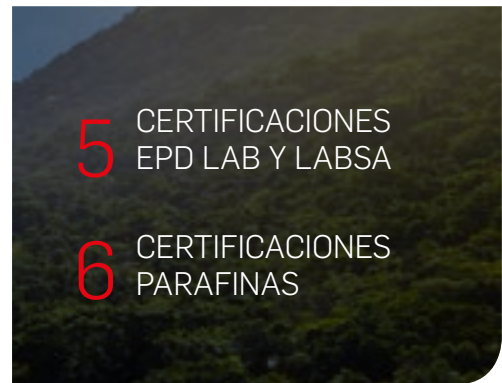 5 CERTIFICACIONES
EPD LAB Y LABSA
6 CERTIFICACIONES
PARAFINAS